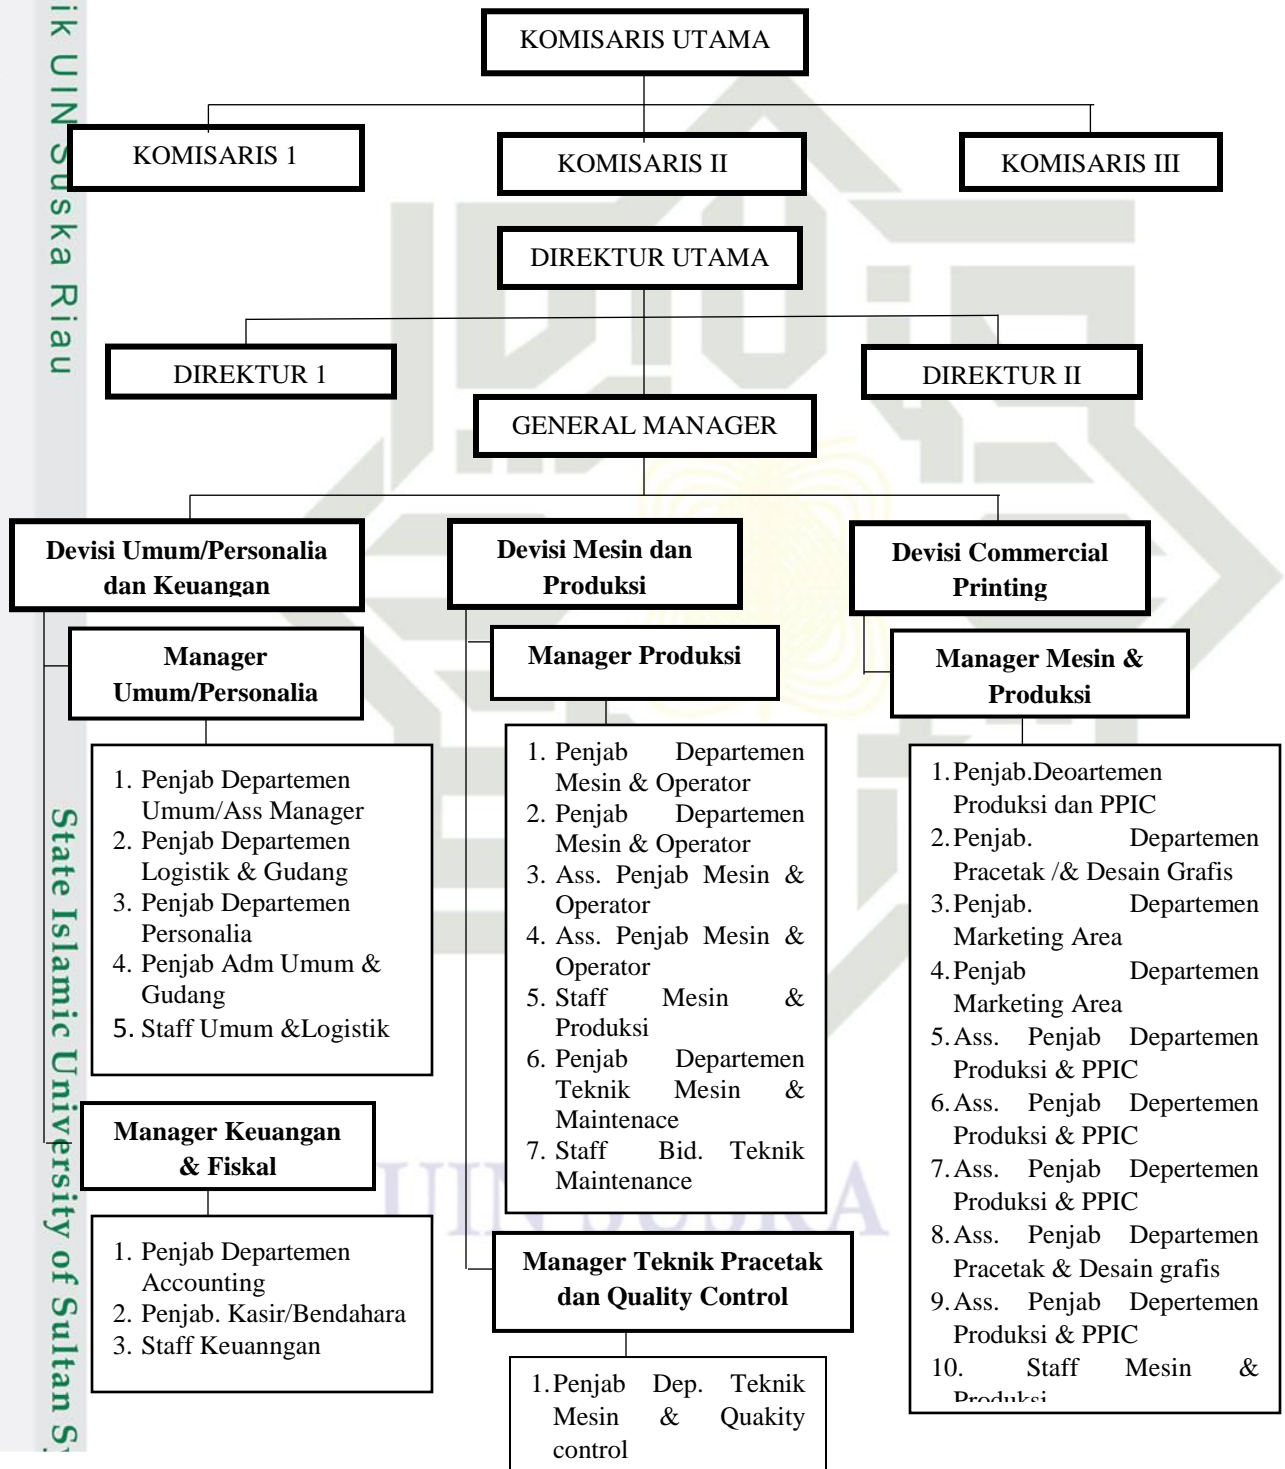 KOMISARIS UTAMA
KOMISARIS 1
KOMISARIS II
KOMISARIS III
DIREKTUR UTAMA
DIREKTUR 1
DIREKTUR II
GENERAL MANAGER
Devisi Umum/Personalia
dan Keuangan
Devisi Mesin dan
Produksi
Devisi Commercial
Printing
Manager
Umum/Personalia
1. Penjab Departemen
Umum/Ass Manager
2. Penjab Departemen
Logistik & Gudang
3. Penjab Departemen
Personalia
4. Penjab Adm Umum &
Gudang
5. Staff Umum &Logistik
Manager Keuangan
& Fiskal
1. Penjab Departemen
Accounting
2. Penjab. Kasir/Bendahara
3. Staff Keuanngan
Manager Produksi
1. Penjab Departemen
Mesin & Operator
2. Penjab Departemen
Mesin & Operator
3. Ass. Penjab Mesin &
Operator
4. Ass. Penjab Mesin &
Operator
5. Staff Mesin &
Produksi
6. Penjab Departemen
Teknik Mesin &
Maintenace
7. Staff Bid. Teknik
Maintenance
Manager Teknik Pracetak
dan Quality Control
1.Penjab Dep. Teknik
Mesin & Quakity
control
Manager Mesin &
Produksi
1.Penjab.Deoartemen
Produksi dan PPIC
2.Penjab. Departemen
Pracetak /& Desain Grafis
3.Penjab. Departemen
Marketing Area
4.Penjab Departemen
Marketing Area
5.Ass. Penjab Departemen
Produksi & PPIC
6.Ass. Penjab Depertemen
Produksi & PPIC
7.Ass. Penjab Depertemen
Produksi & PPIC
8.Ass. Penjab Departemen
Pracetak & Desain grafis
9.Ass. Penjab Depertemen
Produksi & PPIC
10. Staff Mesin &
Produksi
ik UIN Suska Riau
State Islamic University of Sultan
UIN SUSKA